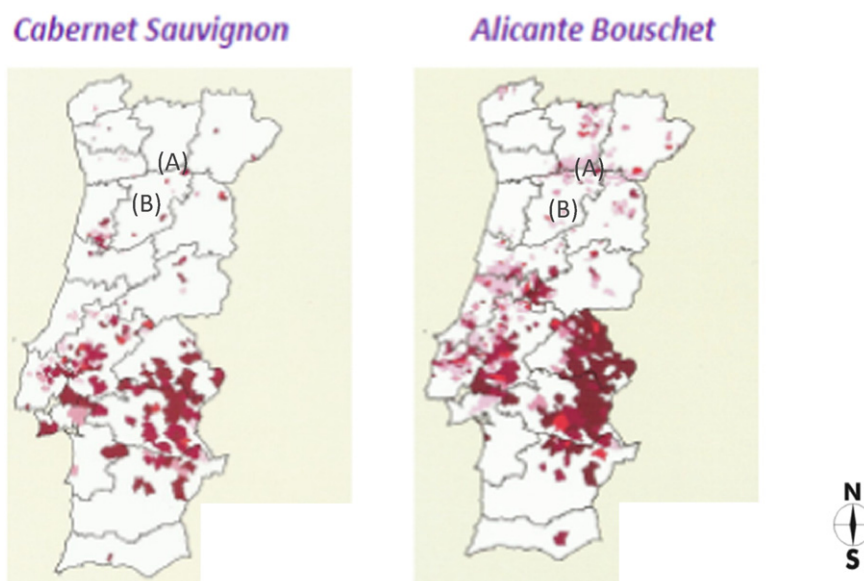 Cabernet Sauvignon
Alicante Bouschet
(A)
(B)
(A)
(B)
N
S